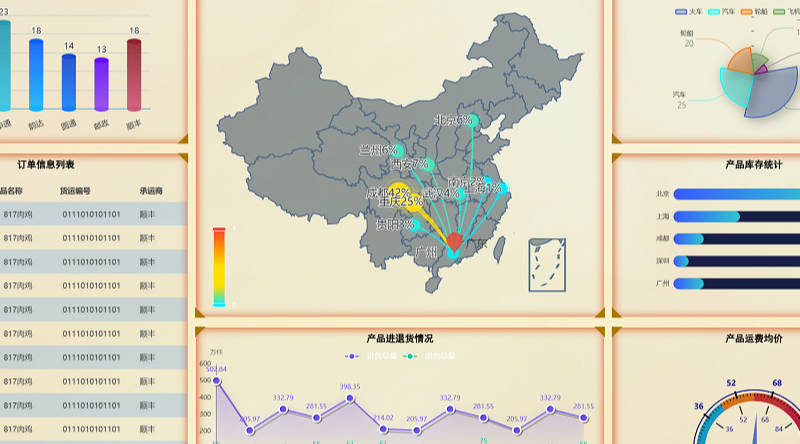 23
18
14
13
18
韵达
圆通
邮政
顺丰
订单信息列表
品名称 货运编号 承运商
817肉鸡 0111010101101 顺丰
817肉鸡 0111010101101 顺丰
817肉鸡 0111010101101 顺丰
817肉鸡 0111010101101 顺丰
817肉鸡 0111010101101 顺丰
817肉鸡 0111010101101 顺丰
817肉鸡 0111010101101 顺丰
817肉鸡 0111010101101 顺丰
817肉鸡 0111010101101 顺丰
817肉鸡 0111010101101 顺丰
北京6%
兰州6%
西安7%
南京2%
上海1%
武汉4%
成都42%
重庆25%
贵阳3%
广东
广州
产品进退货情况
万件
600
500
400
300
200
502.84
205.97
332.79
281.55
398.35
214.02
205.97
332.79
281.55
205.97
332.79
281.55
75
火车 汽车 轮船 飞机
轮船
20
汽车
25
产品库存统计
北京
上海
成都
深圳
广州
产品运费均价
36
52
68
36
52
68
84